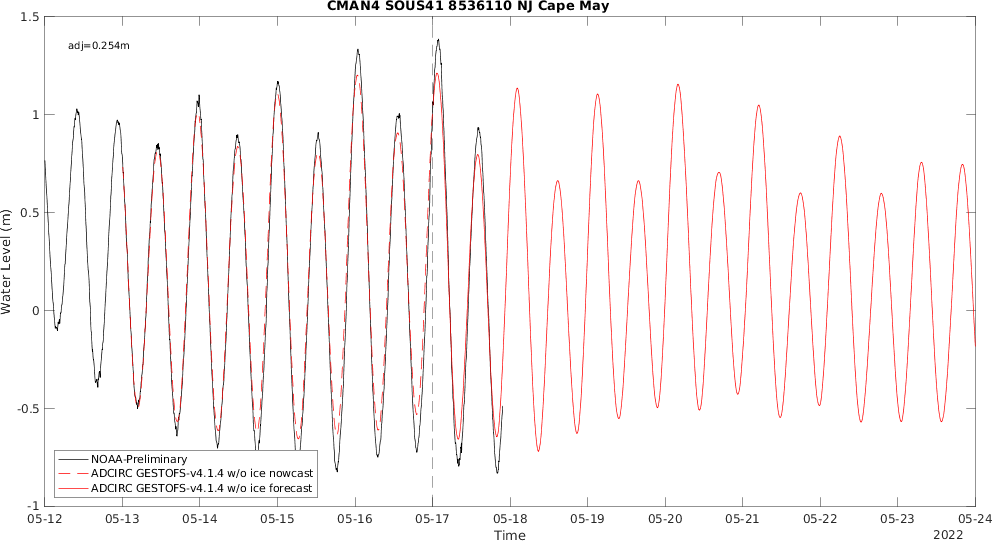 CMAN4 SOUS41 8536110 NJ Cape May
adj=0.254m
1.5
1
0.5
0
-0.5
-1
Water Level (m)
NOAA-Preliminary
ADCIRC GESTOFS-v4.1.4 w/o ice nowcast
ADCIRC GESTOFS-v4.1.4 w/o ice forecast
05-12 05-13 05-14 05-15 05-16 05-17 05-18 05-19 05-20 05-21 05-22 05-23 05-24
Time
2022